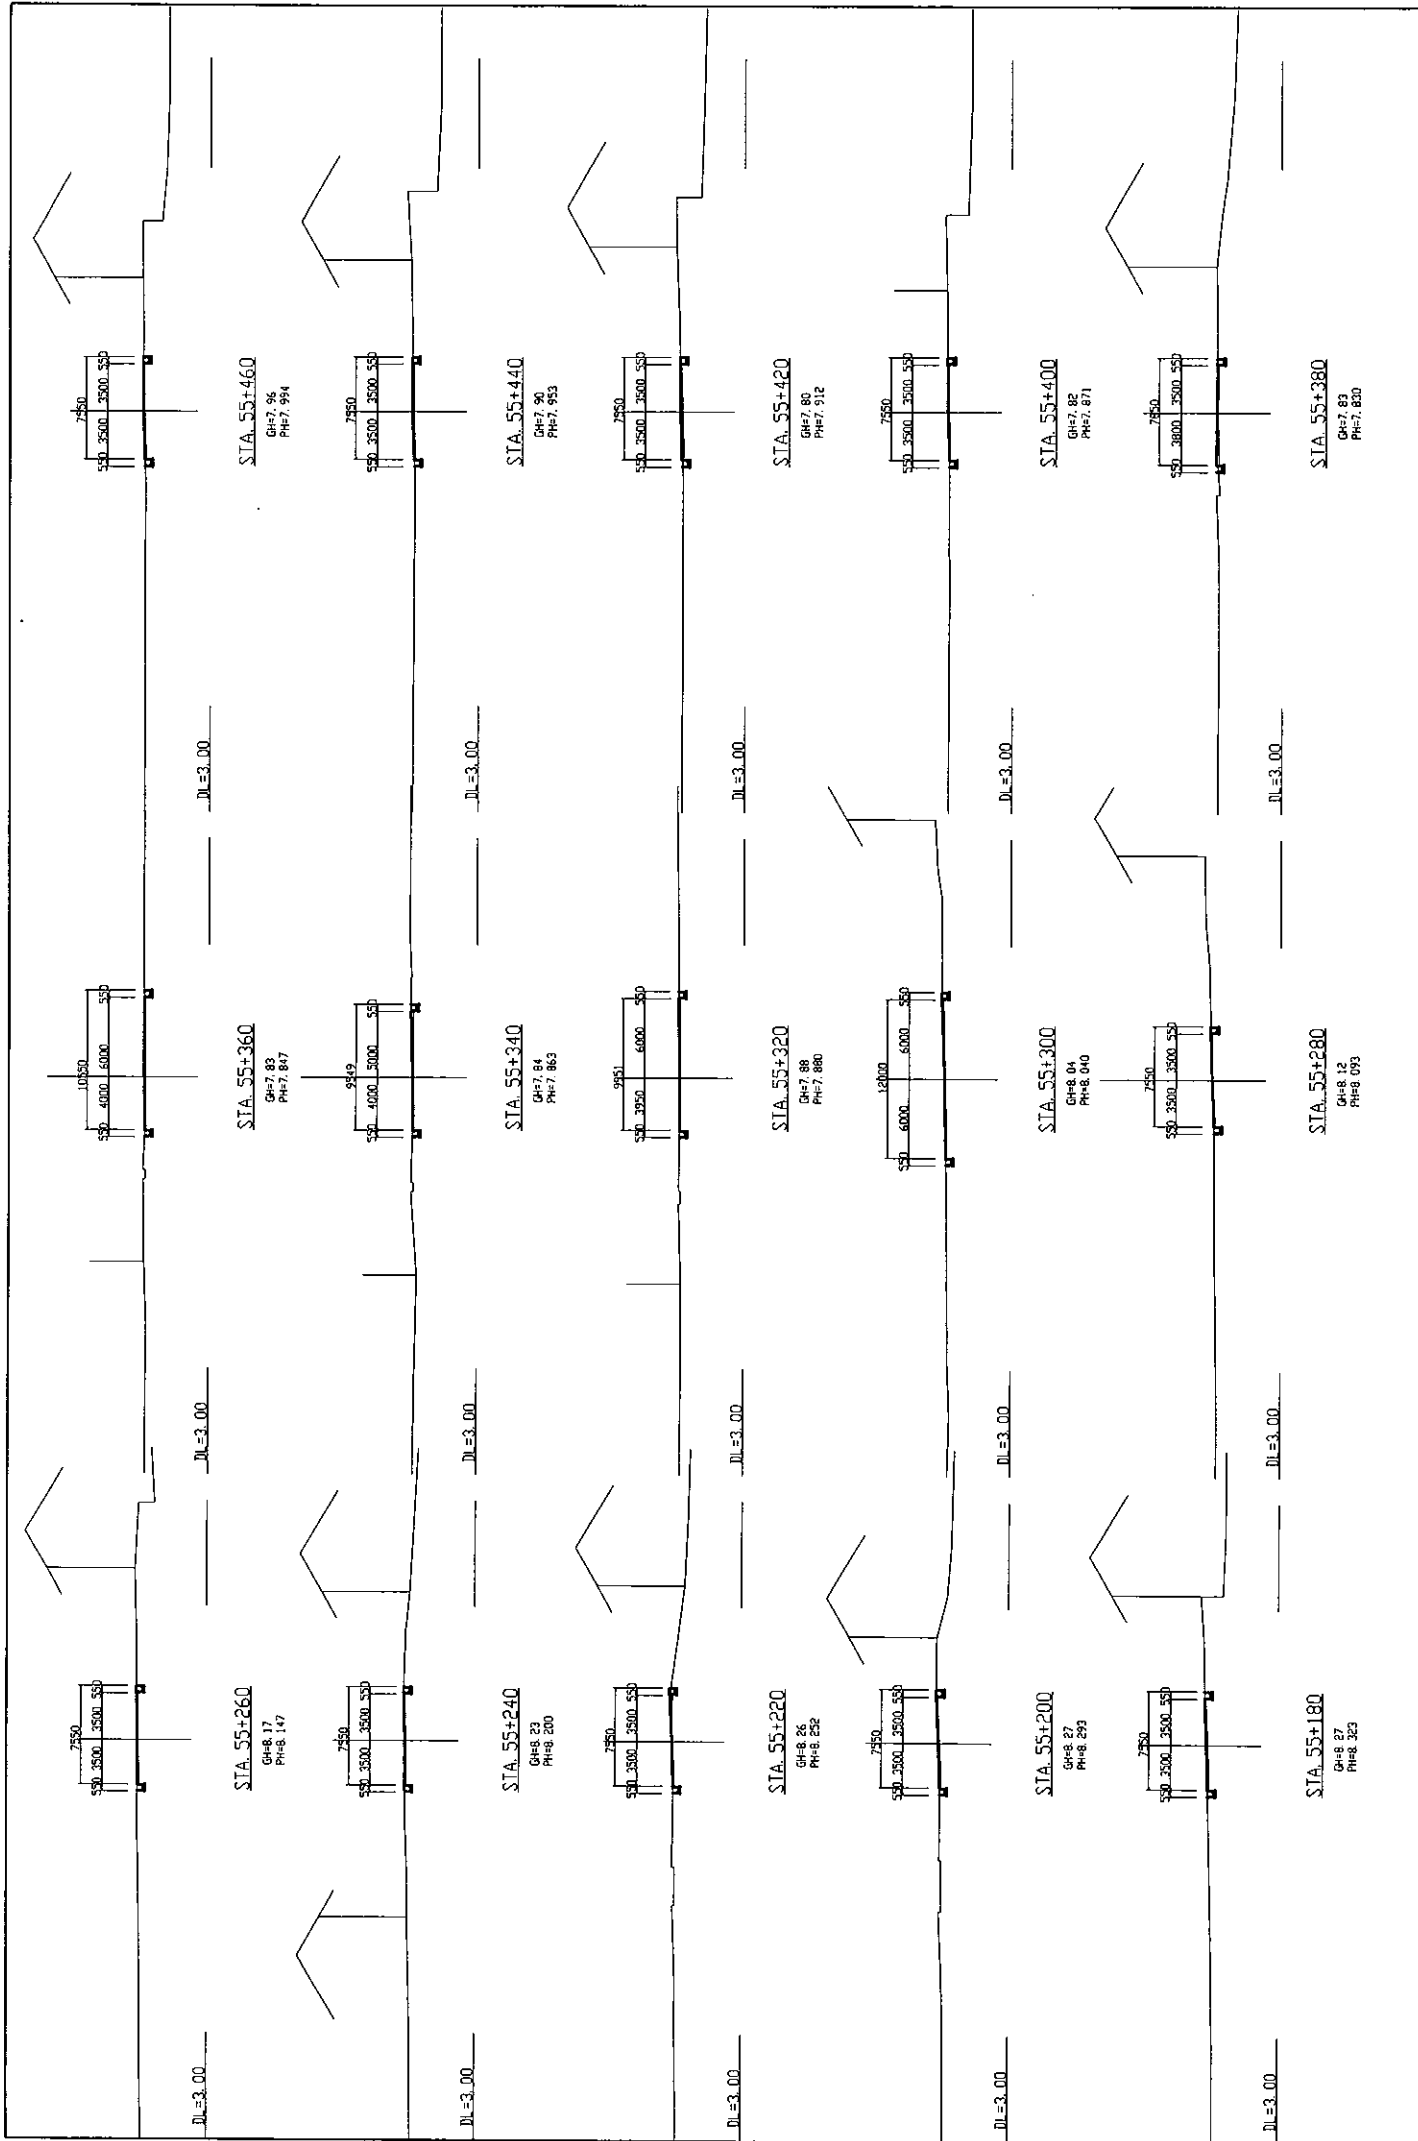 7550
550 3500 3500 550
STA. 55+260
GH=8.17
PH=8.147
DL=3.00
7550
550 3500 3500 550
STA. 55+240
GH=8.23
PH=8.200
DL=3.00
7550
550 3500 3500 550
STA. 55+220
GH=8.26
PH=8.252
DL=3.00
7550
550 3500 3500 550
STA. 55+200
GH=8.27
PH=8.293
DL=3.00
7550
550 3500 3500 550
STA. 55+180
GH=8.27
PH=8.323
DL=3.00
10550
550 4000 6000 550
STA. 55+360
GH=7.83
PH=7.847
DL=3.00
9549
550 4000 5000 550
STA. 55+340
GH=7.84
PH=7.863
DL=3.00
9951
550 3950 6000 550
STA. 55+320
GH=7.88
PH=7.880
DL=3.00
12000
550 6000 6000 550
STA. 55+300
GH=8.04
PH=8.040
DL=3.00
7550
550 3500 3500 550
STA. 55+280
GH=8.12
PH=8.093
DL=3.00
7550
550 3500 3500 550
STA. 55+460
GH=7.96
PH=7.994
DL=3.00
7550
550 3500 3500 550
STA. 55+440
GH=7.90
PH=7.953
DL=3.00
7550
550 3500 3500 550
STA. 55+420
GH=7.80
PH=7.912
DL=3.00
7550
550 3500 3500 550
STA. 55+400
GH=7.82
PH=7.871
DL=3.00
7850
550 3800 3500 550
STA. 55+380
GH=7.83
PH=7.830
DL=3.00